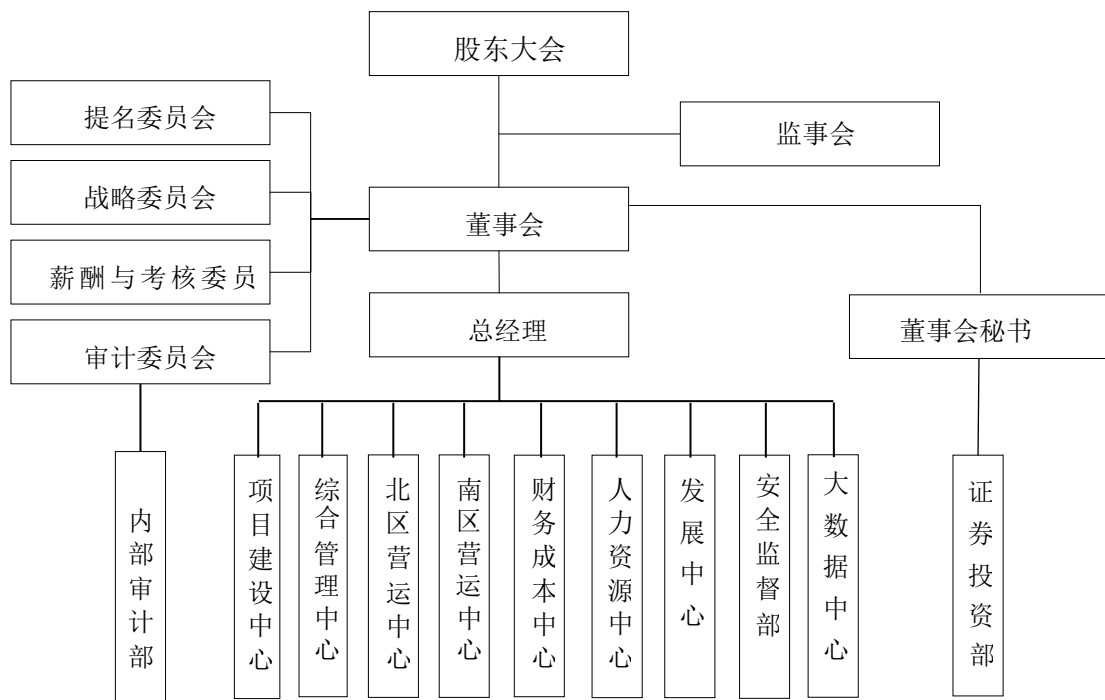 股东大会
提名委员会
监事会
战略委员会
董事会
薪酬与考核委员
总经理
董事会秘书
审计委员会
内部审计部
项目建设中心
综合管理中心
北区营运中心
南区营运中心
财务成本中心
人力资源中心
发展中心
安全监督部
大数据中心
证券投资部